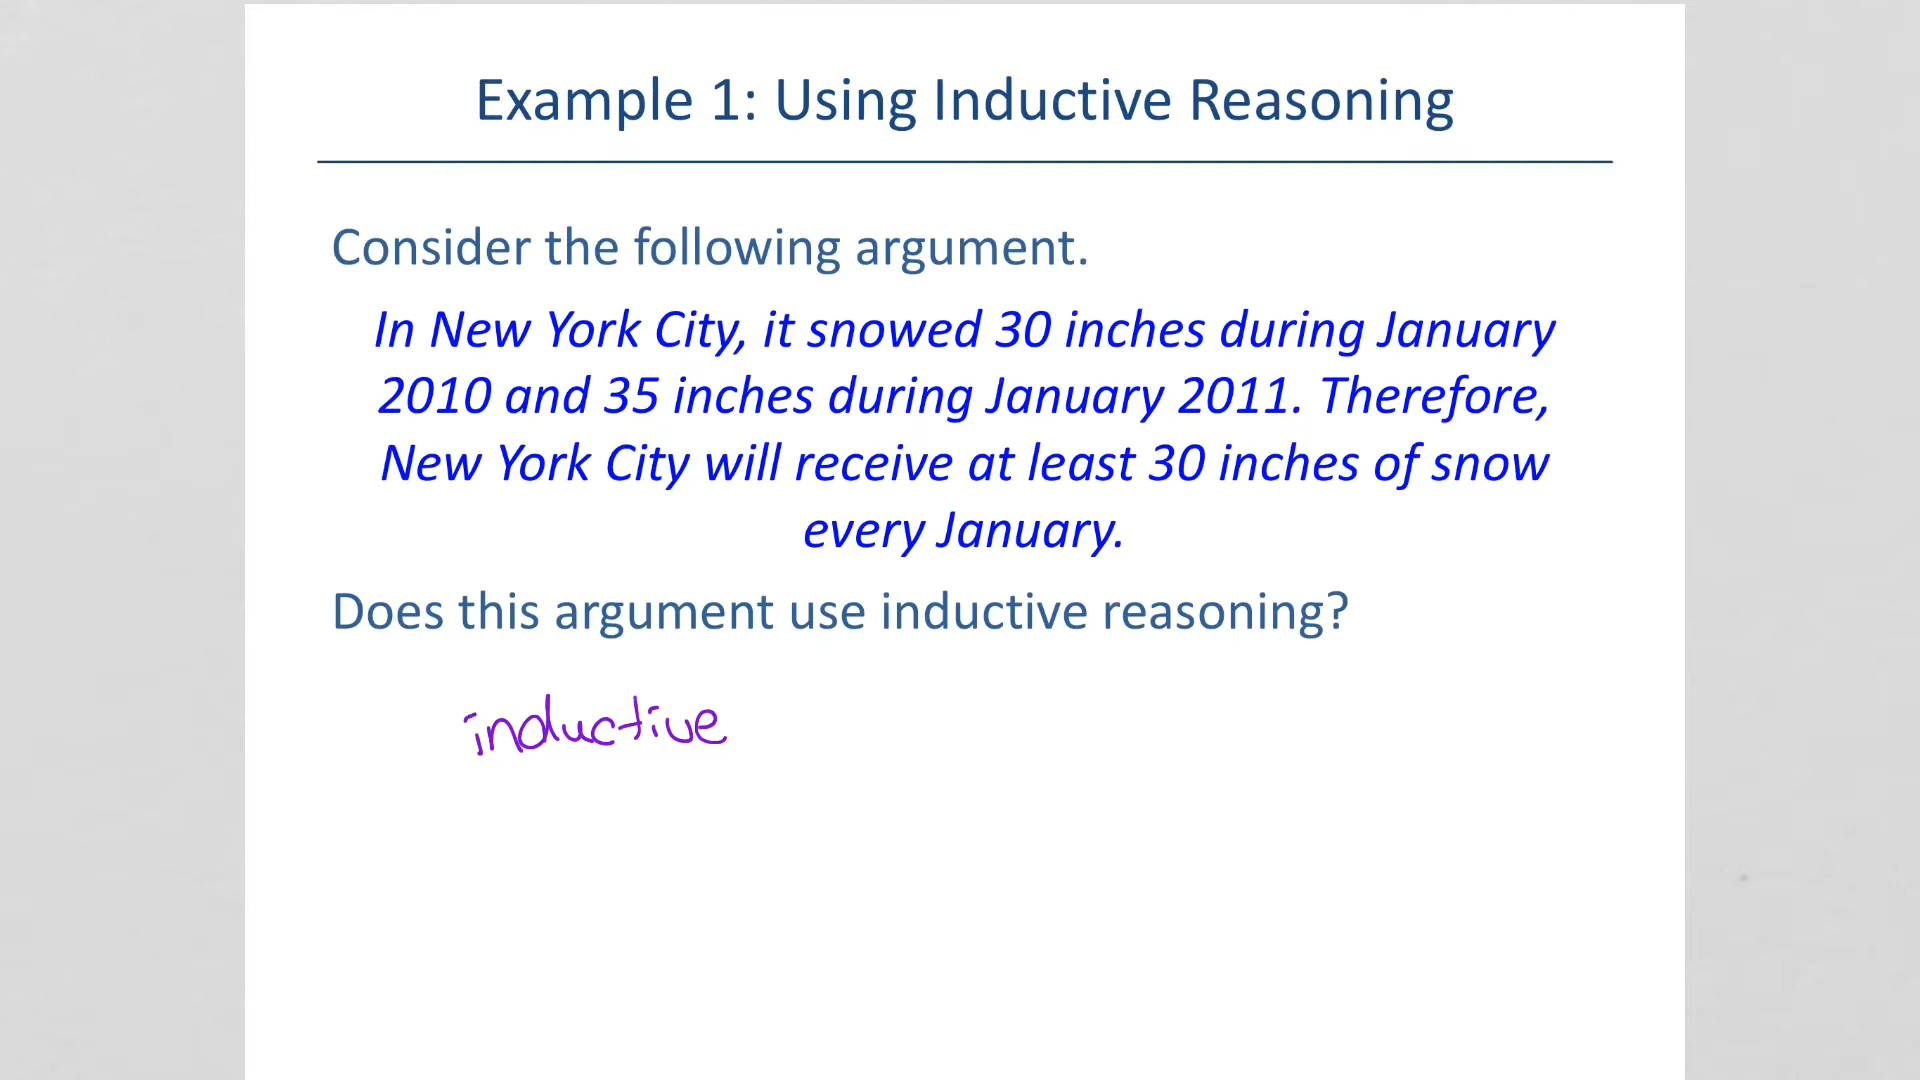 Example 1: Using Inductive Reasoning
Consider the following argument.
In New York City, it snowed 30 inches during January
2010 and 35 inches during January 2011. Therefore,
New York City will receive at least 30 inches of snow
every January.
Does this argument use inductive reasoning?
inductive